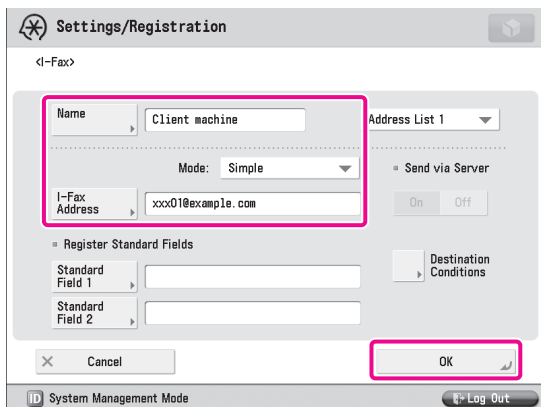 Settings/Registration
<I-Fax>
Name
Client machine
Address List 1
Mode: Simple
Send via Server
I-Fax
Address
xxx01@example.com
On Off
Register Standard Fields
Standard
Field 1
Destination
Conditions
Standard
Field 2
Cancel
OK
ID System Management Mode
Log Out